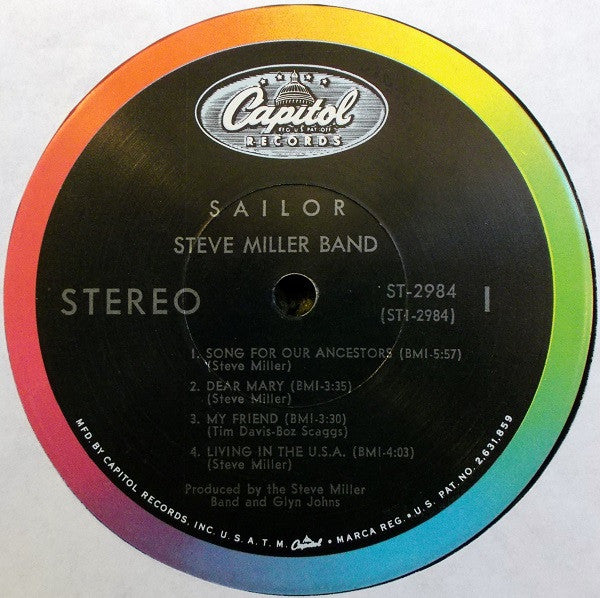 Capitol
REG. U.S. PAT. OFF.
RECORDS
SAILOR
STEVE MILLER BAND
STEREO
ST-2984
(ST1-2984)
1
1. SONG FOR OUR ANCESTORS (BMI-5:57)
(Steve Miller)
2. DEAR MARY (BMI-3:35)
(Steve Miller)
3. MY FRIEND (BMI-3:30)
(Tim Davis-Boz Scaggs)
4. LIVING IN THE U.S.A. (BMI-4:03)
(Steve Miller)
Produced by the Steve Miller
Band and Glyn Johns
MFD. BY CAPITOL RECORDS, INC. U.S.A. T.M. Capitol • MARCA REG. • U.S. PAT. NO. 2,631,859